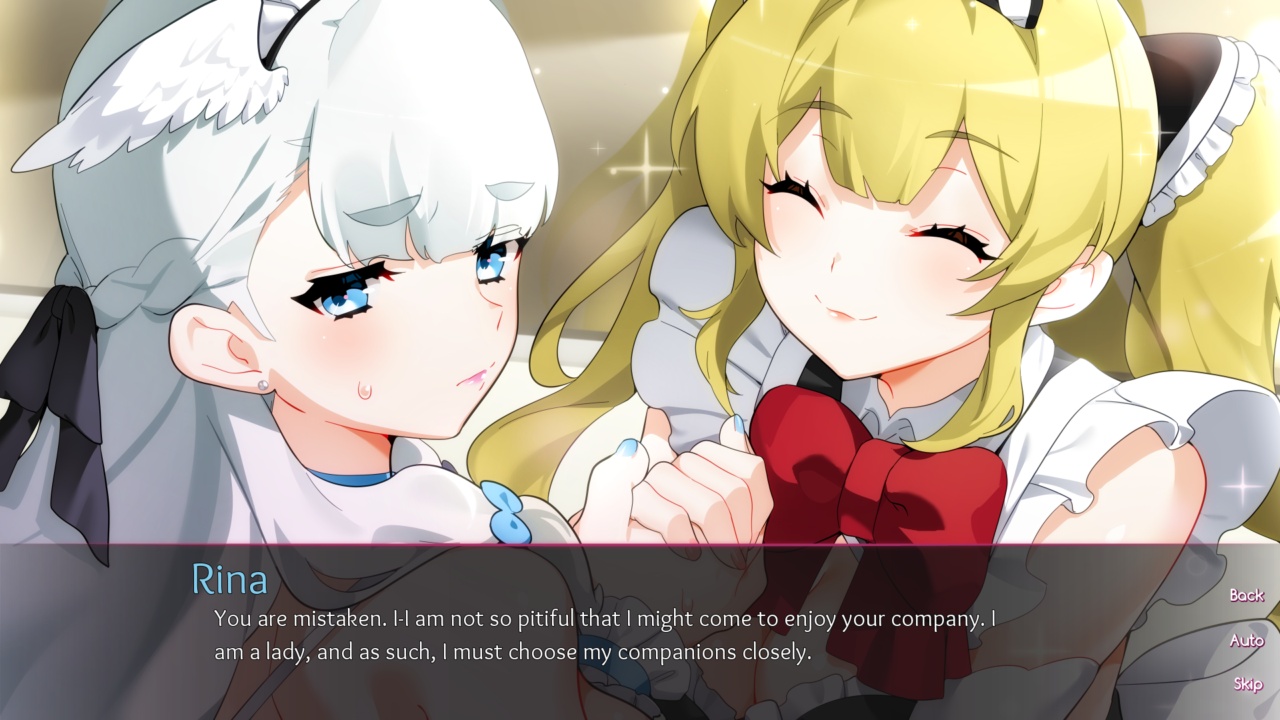 Rina
You are mistaken. I-I am not so pitiful that I might come to enjoy your company. I
am a lady, and as such, I must choose my companions closely.
Back
Auto
Skip